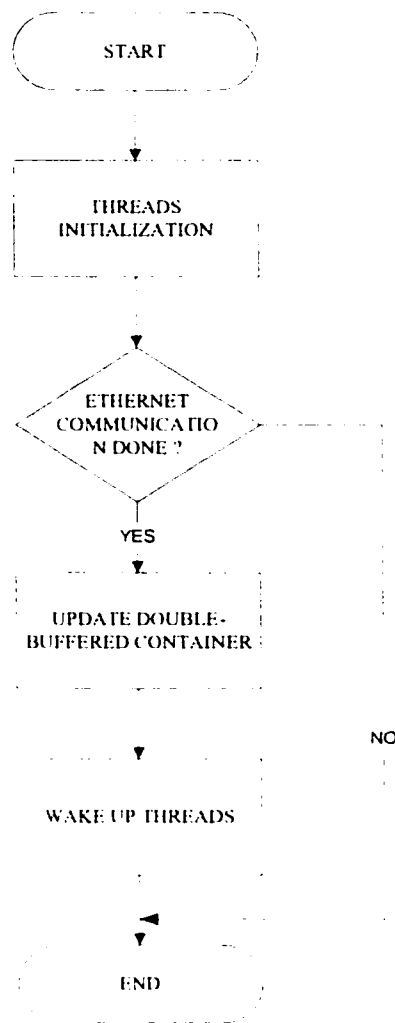 START
THREADS
INITIALIZATION
ETHERNET
COMMUNICATIO
N DONE ?
YES
UPDATE DOUBLE-
BUFFERED CONTAINER
NO
WAKE UP THREADS
END